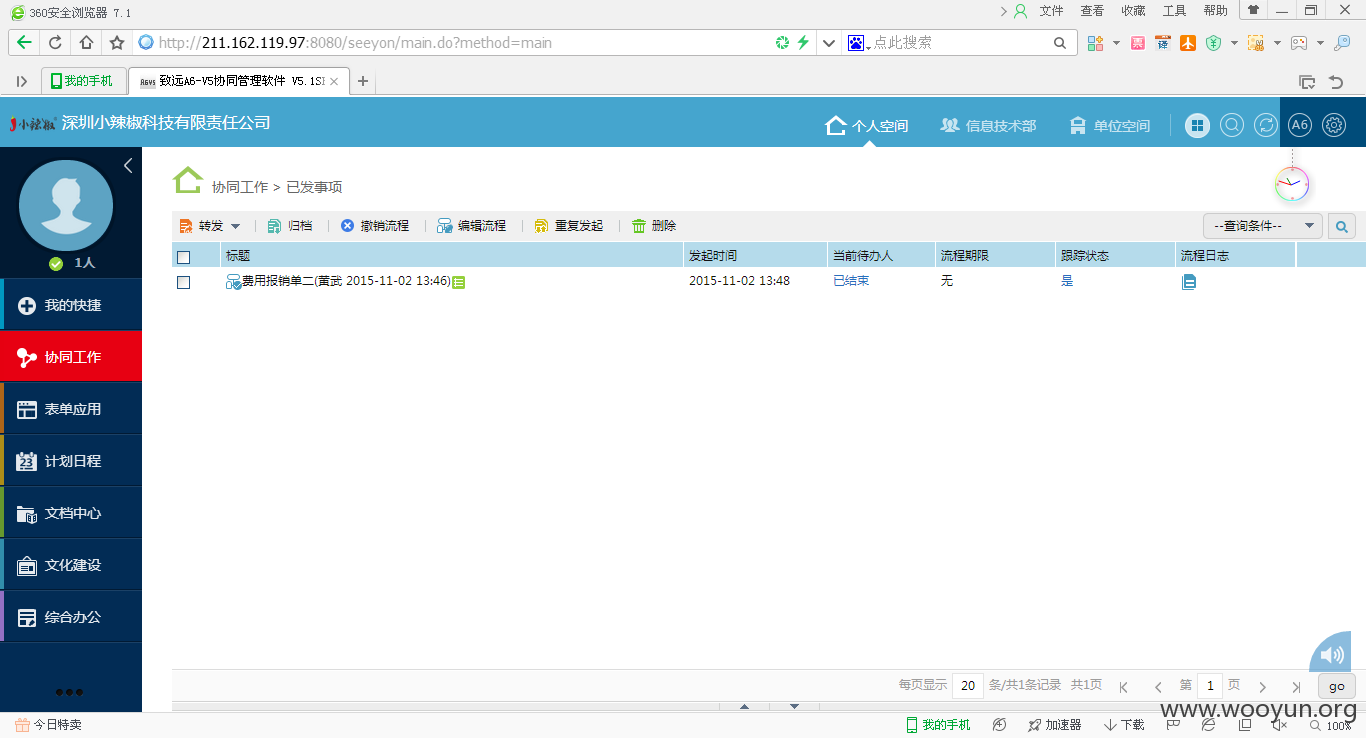 360安全浏览器 7.1 文件 查看 收藏 工具 帮助
http://211.162.119.97:8080/seeyon/main.do?method=main 点此搜索
我的手机 A6V5 致远A6-V5协同管理软件 V5.1SP
小辣椒 深圳小辣椒科技有限责任公司 个人空间 信息技术部 单位空间 A6
协同工作 > 已发事项
转发 归档 撤销流程 编辑流程 重复发起 删除 --查询条件--
标题 发起时间 当前待办人 流程期限 跟踪状态 流程日志
费用报销单二(黄武 2015-11-02 13:46) 2015-11-02 13:48 已结束 无 是
1人
我的快捷
协同工作
表单应用
23 计划日程
文档中心
文化建设
综合办公
每页显示 20 条/共1条记录 共1页 第 1 页 go
www.wooyun.org
今日特卖 我的手机 加速器 下载 100%